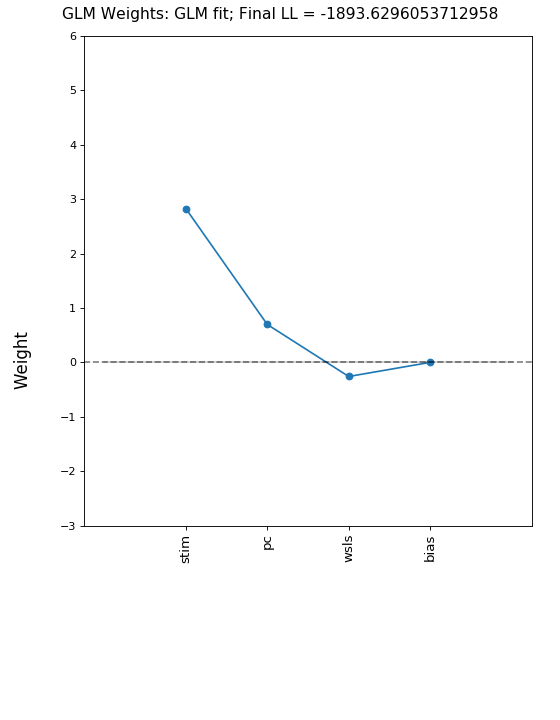 GLM Weights: GLM fit; Final LL = -1893.6296053712958
6
5
4
3
2
1
0
−1
−2
−3
Weight
stim
pc
wsls
bias